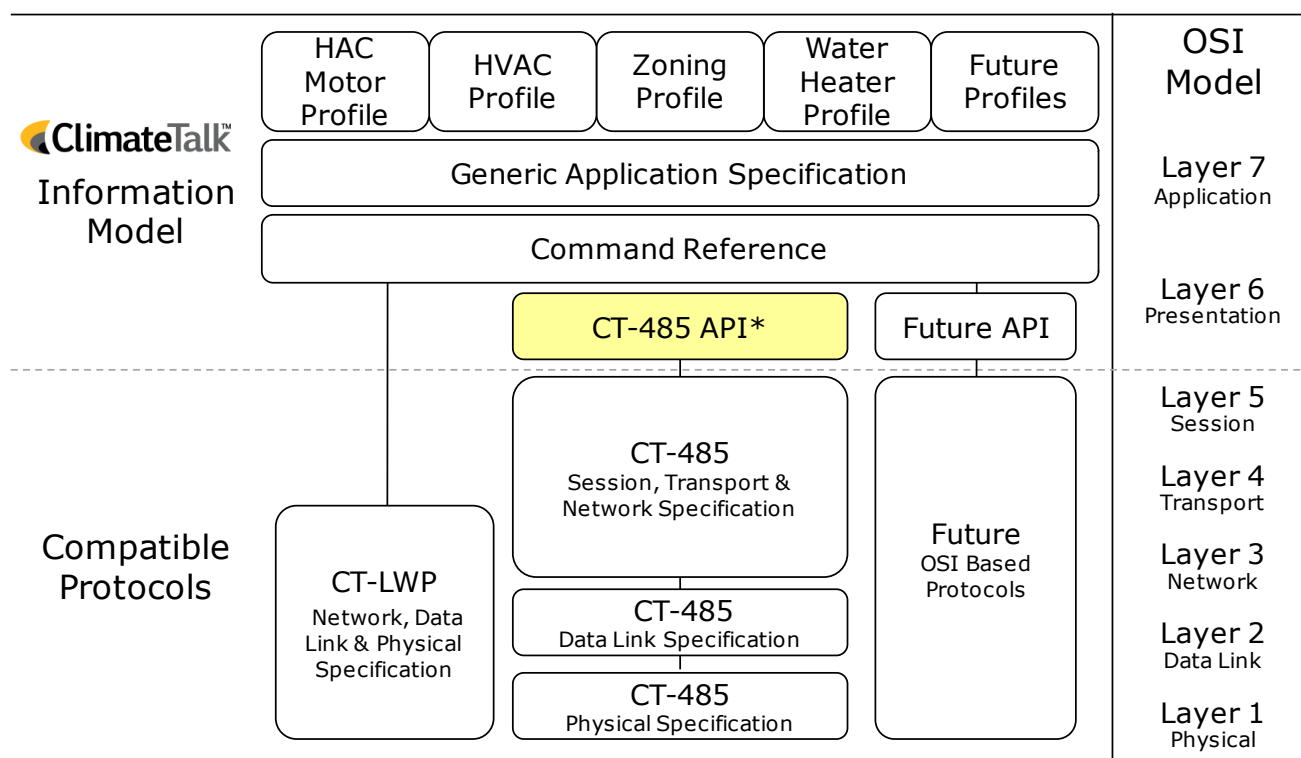 HAC
Motor
Profile
HVAC
Profile
Zoning
Profile
Water
Heater
Profile
Future
Profiles
OSI
Model
ClimateTalk™
Information
Model
Generic Application Specification
Layer 7
Application
Command Reference
CT-485 API*
Future API
Layer 6
Presentation
Compatible
Protocols
CT-LWP
Network, Data
Link & Physical
Specification
CT-485
Session, Transport &
Network Specification
CT-485
Data Link Specification
CT-485
Physical Specification
Future
OSI Based
Protocols
Layer 5
Session
Layer 4
Transport
Layer 3
Network
Layer 2
Data Link
Layer 1
Physical